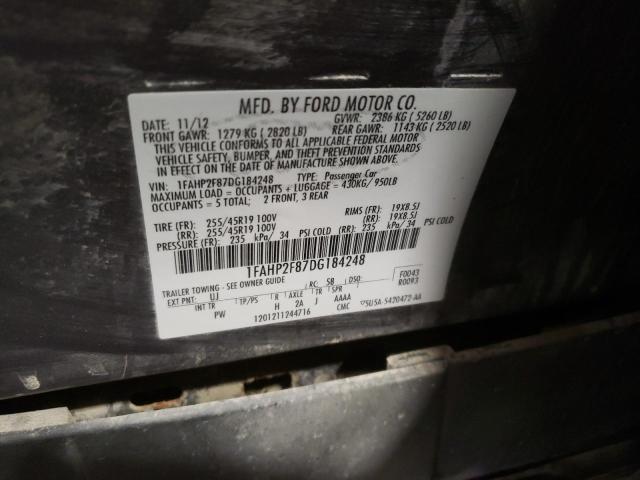 MFD. BY FORD MOTOR CO.
DATE: 11/12 GVWR: 2386 KG ( 5260 LB)
FRONT GAWR: 1279 KG ( 2820 LB) REAR GAWR: 1143 KG ( 2520 LB)
THIS VEHICLE CONFORMS TO ALL APPLICABLE FEDERAL MOTOR
VEHICLE SAFETY, BUMPER, AND THEFT PREVENTION STANDARDS
IN EFFECT ON THE DATE OF MANUFACTURE SHOWN ABOVE.
VIN: 1FAHP2F87DG184248 TYPE: Passenger Car
MAXIMUM LOAD = OCCUPANTS + LUGGAGE = 430KG/ 950LB
OCCUPANTS = 5 TOTAL; 2 FRONT, 3 REAR
TIRE (FR): 255/45R19 100V RIMS (FR): 19X8.5J
(RR): 255/45R19 100V (RR): 19X8.5J
PRESSURE (FR): 235 kPa/ 34 PSI COLD (RR): 235 kPa/ 34 PSI COLD
1FAHP2F87DG184248
TRAILER TOWING - SEE OWNER GUIDE F0043
EXT PNT: UJ RC: 58 DSO: R0093
INT TR TP/PS R AXLE TR SPR
PW H 2A J AAAA
1201211244716 CMC 5U5A-5420472-AA